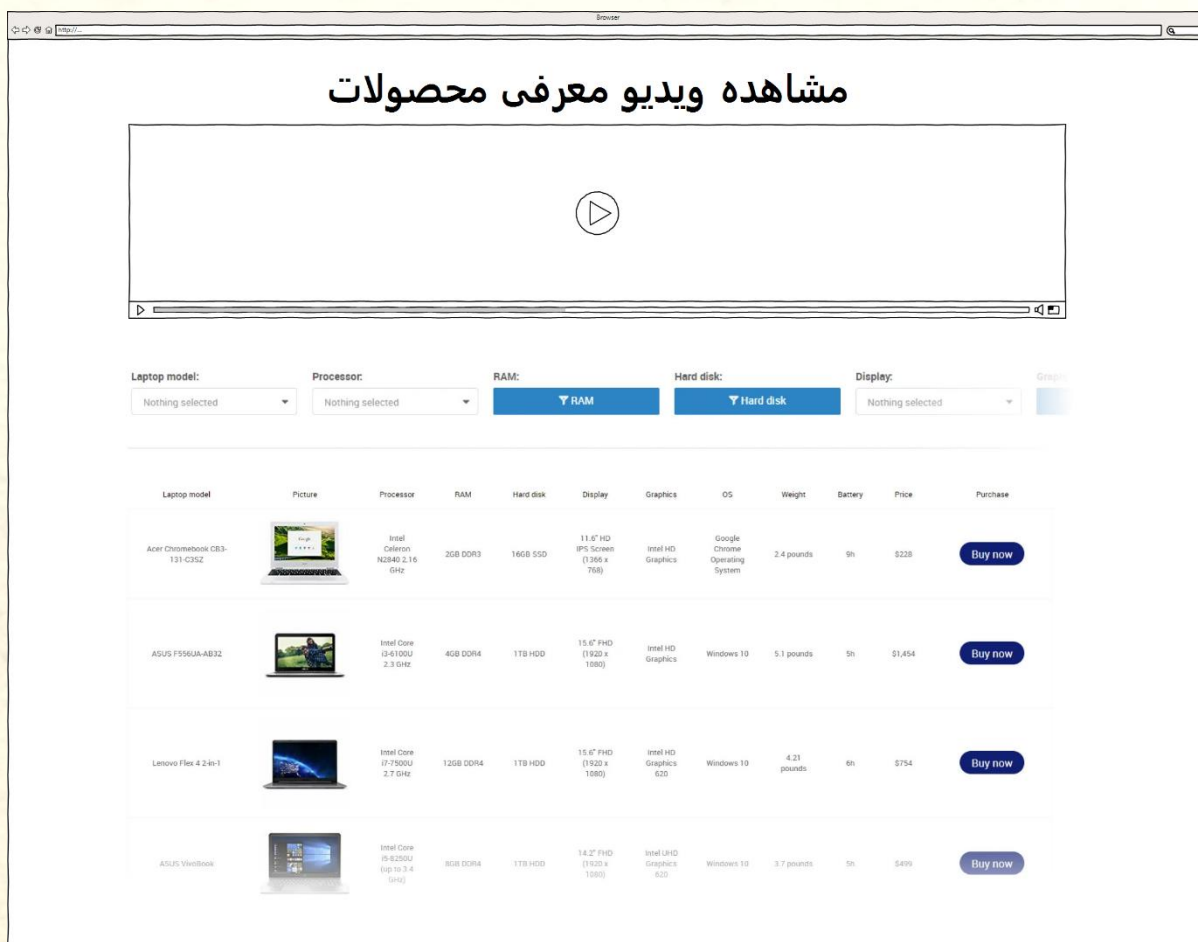 Browser
http://...
مشاهده ویدیو معرفی محصولات
Laptop model: Processor: RAM: Hard disk: Display:
Nothing selected Nothing selected RAM Hard disk Nothing selected
Laptop model Picture Processor RAM Hard disk Display Graphics OS Weight Battery Price Purchase
Acer Chromebook CB3-
131-C3SZ
Intel
Celeron
N2840 2.16
GHz
2GB DDR3
16GB SSD
11.6" HD
IPS Screen
(1366 x
768)
Intel HD
Graphics
Google
Chrome
Operating
System
2.4 pounds
9h
$228
Buy now
ASUS F556UA-AB32
Intel Core
i3-6100U
2.3 GHz
4GB DDR4
1TB HDD
15.6" FHD
(1920 x
1080)
Intel HD
Graphics
Windows 10
5.1 pounds
5h
$1,454
Buy now
Lenovo Flex 4 2-in-1
Intel Core
i7-7500U
2.7 GHz
12GB DDR4
1TB HDD
15.6" FHD
(1920 x
1080)
Intel HD
Graphics
620
Windows 10
4.21
pounds
6h
$754
Buy now
ASUS VivoBook
Intel Core
i5-8250U
(up to 3.4
GHz)
8GB DDR4
1TB HDD
14.2" FHD
(1920 x
1080)
Intel UHD
Graphics
620
Windows 10
3.7 pounds
5h
$499
Buy now